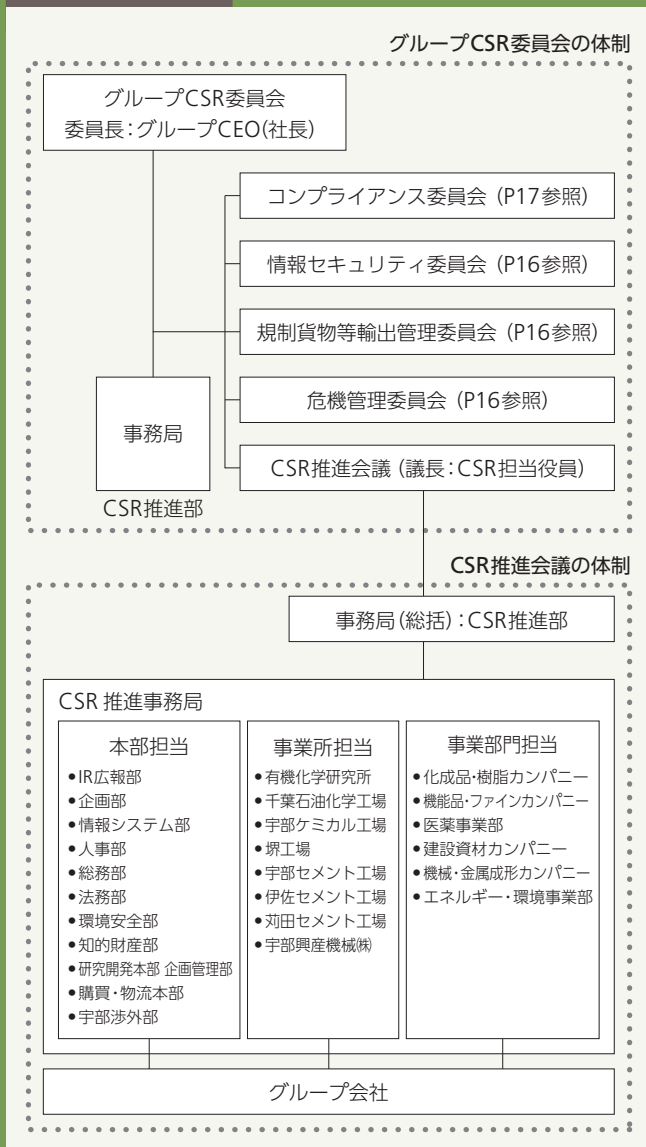 グループCSR委員会の体制
グループCSR委員会
委員長：グループCEO(社長)
コンプライアンス委員会 (P17参照)
情報セキュリティ委員会 (P16参照)
規制貨物等輸出管理委員会 (P16参照)
危機管理委員会 (P16参照)
CSR推進会議 (議長：CSR担当役員)
事務局
CSR推進部
CSR推進会議の体制
事務局(総括)：CSR推進部
CSR 推進事務局
本部担当
●IR広報部
●企画部
●情報システム部
●人事部
●総務部
●法務部
●環境安全部
●知的財産部
●研究開発本部 企画管理部
●購買・物流本部
●宇部渉外部
事業所担当
●有機化学研究所
●千葉石油化学工場
●宇部ケミカル工場
●堺工場
●宇部セメント工場
●伊佐セメント工場
●苅田セメント工場
●宇部興産機械㈱
事業部門担当
●化成品・樹脂カンパニー
●機能品・ファインカンパニー
●医薬事業部
●建設資材カンパニー
●機械・金属成形カンパニー
●エネルギー・環境事業部
グループ会社